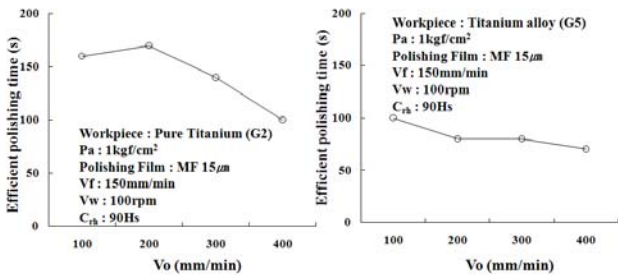 Efficient polishing time (s)
200
150
100
50
0
Workpiece : Pure Titanium (G2)
Pa : 1kgf/cm²
Polishing Film : MF 15㎛
Vf : 150mm/min
Vw : 100rpm
Crh : 90Hs
100 200 300 400
Vo (mm/min)
Efficient polishing time (s)
200
150
100
50
0
Workpiece : Titanium alloy (G5)
Pa : 1kgf/cm²
Polishing Film : MF 15㎛
Vf : 150mm/min
Vw : 100rpm
Crh : 90Hs
100 200 300 400
Vo (mm/min)